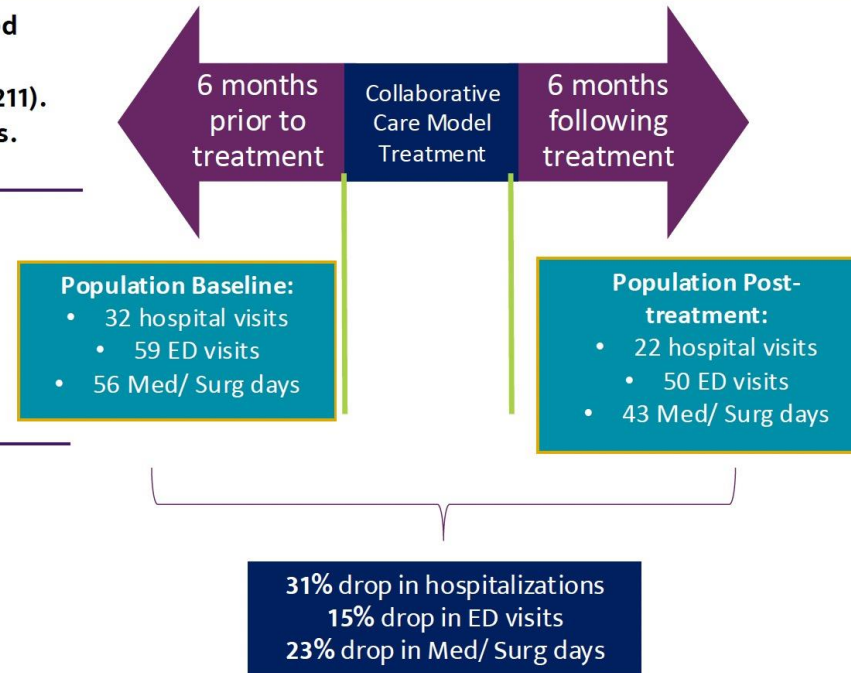 d
211).
s.
6 months
prior to
treatment
Collaborative
Care Model
Treatment
6 months
following
treatment
Population Baseline:
• 32 hospital visits
• 59 ED visits
• 56 Med/ Surg days
Population Post-
treatment:
• 22 hospital visits
• 50 ED visits
• 43 Med/ Surg days
31% drop in hospitalizations
15% drop in ED visits
23% drop in Med/ Surg days